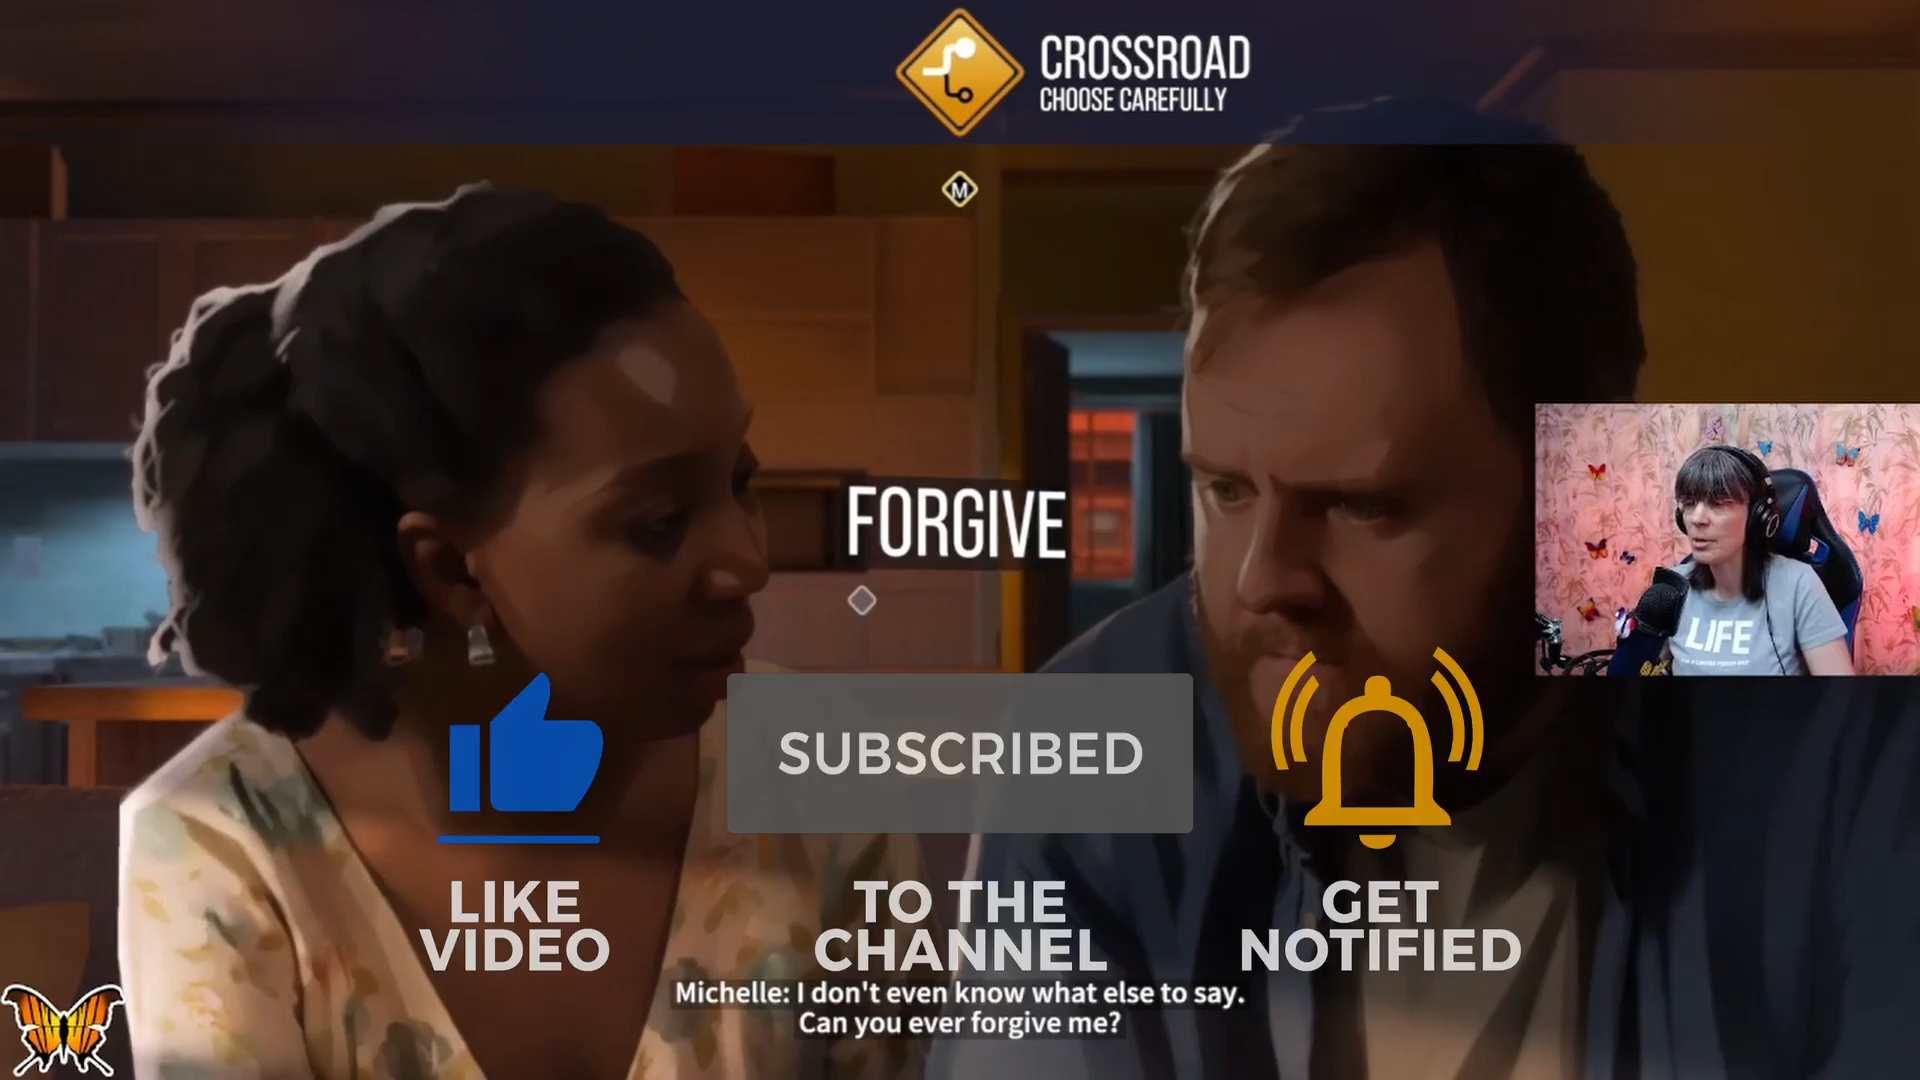 CROSSROAD
CHOOSE CAREFULLY
M
FORGIVE
LIFE
SUBSCRIBED
LIKE
VIDEO
TO THE
CHANNEL
GET
NOTIFIED
Michelle: I don't even know what else to say.
Can you ever forgive me?